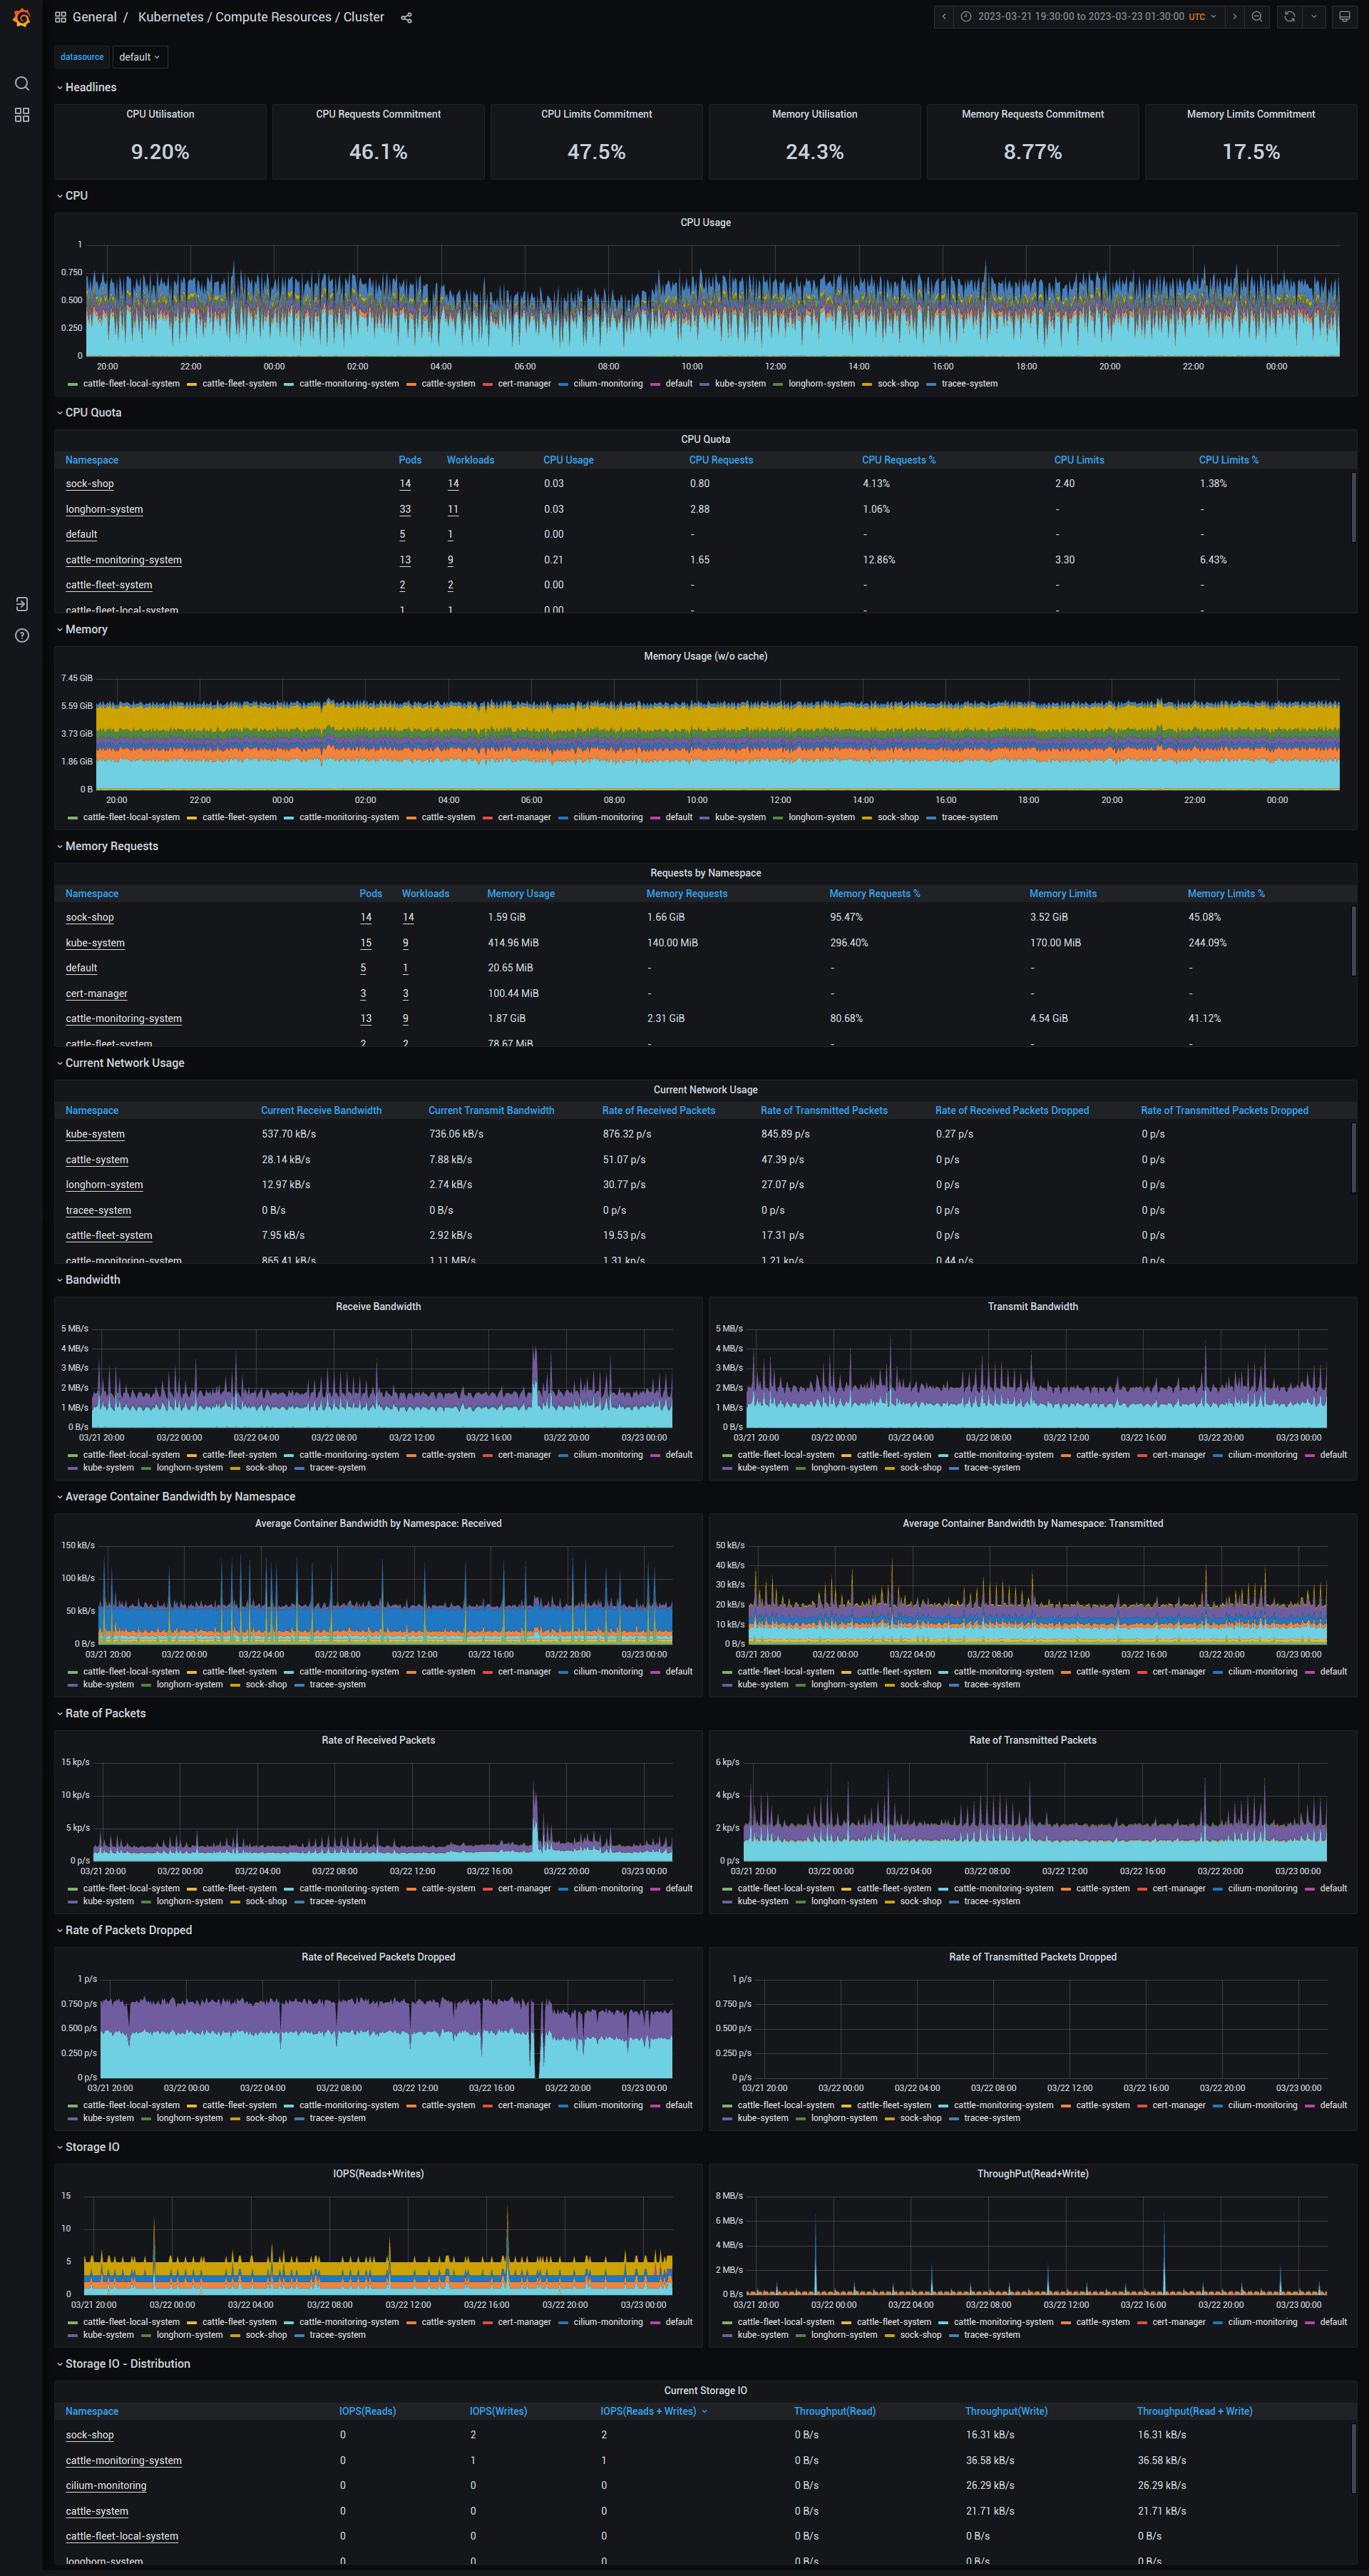 General / Kubernetes / Compute Resources / Cluster 2023-03-21 19:30:00 to 2023-03-23 01:30:00 UTC
datasource default
Headlines
CPU Utilisation CPU Requests Commitment CPU Limits Commitment Memory Utilisation Memory Requests Commitment Memory Limits Commitment
9.20% 46.1% 47.5% 24.3% 8.77% 17.5%
CPU
CPU Usage
1
0.750
0.500
0.250
0
20:00 22:00 00:00 02:00 04:00 06:00 08:00 10:00 12:00 14:00 16:00 18:00 20:00 22:00 00:00
cattle-fleet-local-system cattle-fleet-system cattle-monitoring-system cattle-system cert-manager cilium-monitoring default kube-system longhorn-system sock-shop tracee-system
CPU Quota
CPU Quota
Namespace Pods Workloads CPU Usage CPU Requests CPU Requests % CPU Limits CPU Limits %
sock-shop 14 14 0.03 0.80 4.13% 2.40 1.38%
longhorn-system 33 11 0.03 2.88 1.06% - -
default 5 1 0.00 - - - -
cattle-monitoring-system 13 9 0.21 1.65 12.86% 3.30 6.43%
cattle-fleet-system 2 2 0.00 - - - -
cattle-fleet-local-system 1 1 0.00 - - - -
Memory
Memory Usage (w/o cache)
7.45 GiB
5.59 GiB
3.73 GiB
1.86 GiB
0 B
20:00 22:00 00:00 02:00 04:00 06:00 08:00 10:00 12:00 14:00 16:00 18:00 20:00 22:00 00:00
cattle-fleet-local-system cattle-fleet-system cattle-monitoring-system cattle-system cert-manager cilium-monitoring default kube-system longhorn-system sock-shop tracee-system
Memory Requests
Requests by Namespace
Namespace Pods Workloads Memory Usage Memory Requests Memory Requests % Memory Limits Memory Limits %
sock-shop 14 14 1.59 GiB 1.66 GiB 95.47% 3.52 GiB 45.08%
kube-system 15 9 414.96 MiB 140.00 MiB 296.40% 170.00 MiB 244.09%
default 5 1 20.65 MiB - - - -
cert-manager 3 3 100.44 MiB - - - -
cattle-monitoring-system 13 9 1.87 GiB 2.31 GiB 80.68% 4.54 GiB 41.12%
cattle-fleet-system 2 2 78.67 MiB - - - -
Current Network Usage
Current Network Usage
Namespace Current Receive Bandwidth Current Transmit Bandwidth Rate of Received Packets Rate of Transmitted Packets Rate of Received Packets Dropped Rate of Transmitted Packets Dropped
kube-system 537.70 kB/s 736.06 kB/s 876.32 p/s 845.89 p/s 0.27 p/s 0 p/s
cattle-system 28.14 kB/s 7.88 kB/s 51.07 p/s 47.39 p/s 0 p/s 0 p/s
longhorn-system 12.97 kB/s 2.74 kB/s 30.77 p/s 27.07 p/s 0 p/s 0 p/s
tracee-system 0 B/s 0 B/s 0 p/s 0 p/s 0 p/s 0 p/s
cattle-fleet-system 7.95 kB/s 2.92 kB/s 19.53 p/s 17.31 p/s 0 p/s 0 p/s
cattle-monitoring-system 865.41 kB/s 1.11 MB/s 1.31 kp/s 1.21 kp/s 0.44 p/s 0 p/s
Bandwidth
Receive Bandwidth
5 MB/s
4 MB/s
3 MB/s
2 MB/s
1 MB/s
0 B/s
03/21 20:00 03/22 00:00 03/22 04:00 03/22 08:00 03/22 12:00 03/22 16:00 03/22 20:00 03/23 00:00
cattle-fleet-local-system cattle-fleet-system cattle-monitoring-system cattle-system cert-manager cilium-monitoring default
kube-system longhorn-system sock-shop tracee-system
Transmit Bandwidth
5 MB/s
4 MB/s
3 MB/s
2 MB/s
1 MB/s
0 B/s
03/21 20:00 03/22 00:00 03/22 04:00 03/22 08:00 03/22 12:00 03/22 16:00 03/22 20:00 03/23 00:00
cattle-fleet-local-system cattle-fleet-system cattle-monitoring-system cattle-system cert-manager cilium-monitoring default
kube-system longhorn-system sock-shop tracee-system
Average Container Bandwidth by Namespace
Average Container Bandwidth by Namespace: Received
150 kB/s
100 kB/s
50 kB/s
0 B/s
03/21 20:00 03/22 00:00 03/22 04:00 03/22 08:00 03/22 12:00 03/22 16:00 03/22 20:00 03/23 00:00
cattle-fleet-local-system cattle-fleet-system cattle-monitoring-system cattle-system cert-manager cilium-monitoring default
kube-system longhorn-system sock-shop tracee-system
Average Container Bandwidth by Namespace: Transmitted
50 kB/s
40 kB/s
30 kB/s
20 kB/s
10 kB/s
0 B/s
03/21 20:00 03/22 00:00 03/22 04:00 03/22 08:00 03/22 12:00 03/22 16:00 03/22 20:00 03/23 00:00
cattle-fleet-local-system cattle-fleet-system cattle-monitoring-system cattle-system cert-manager cilium-monitoring default
kube-system longhorn-system sock-shop tracee-system
Rate of Packets
Rate of Received Packets
15 kp/s
10 kp/s
5 kp/s
0 p/s
03/21 20:00 03/22 00:00 03/22 04:00 03/22 08:00 03/22 12:00 03/22 16:00 03/22 20:00 03/23 00:00
cattle-fleet-local-system cattle-fleet-system cattle-monitoring-system cattle-system cert-manager cilium-monitoring default
kube-system longhorn-system sock-shop tracee-system
Rate of Transmitted Packets
6 kp/s
4 kp/s
2 kp/s
0 p/s
03/21 20:00 03/22 00:00 03/22 04:00 03/22 08:00 03/22 12:00 03/22 16:00 03/22 20:00 03/23 00:00
cattle-fleet-local-system cattle-fleet-system cattle-monitoring-system cattle-system cert-manager cilium-monitoring default
kube-system longhorn-system sock-shop tracee-system
Rate of Packets Dropped
Rate of Received Packets Dropped
1 p/s
0.750 p/s
0.500 p/s
0.250 p/s
0 p/s
03/21 20:00 03/22 00:00 03/22 04:00 03/22 08:00 03/22 12:00 03/22 16:00 03/22 20:00 03/23 00:00
cattle-fleet-local-system cattle-fleet-system cattle-monitoring-system cattle-system cert-manager cilium-monitoring default
kube-system longhorn-system sock-shop tracee-system
Rate of Transmitted Packets Dropped
1 p/s
0.750 p/s
0.500 p/s
0.250 p/s
0 p/s
03/21 20:00 03/22 00:00 03/22 04:00 03/22 08:00 03/22 12:00 03/22 16:00 03/22 20:00 03/23 00:00
cattle-fleet-local-system cattle-fleet-system cattle-monitoring-system cattle-system cert-manager cilium-monitoring default
kube-system longhorn-system sock-shop tracee-system
Storage IO
IOPS(Reads+Writes)
15
10
5
0
03/21 20:00 03/22 00:00 03/22 04:00 03/22 08:00 03/22 12:00 03/22 16:00 03/22 20:00 03/23 00:00
cattle-fleet-local-system cattle-fleet-system cattle-monitoring-system cattle-system cert-manager cilium-monitoring default
kube-system longhorn-system sock-shop tracee-system
ThroughPut(Read+Write)
8 MB/s
6 MB/s
4 MB/s
2 MB/s
0 B/s
03/21 20:00 03/22 00:00 03/22 04:00 03/22 08:00 03/22 12:00 03/22 16:00 03/22 20:00 03/23 00:00
cattle-fleet-local-system cattle-fleet-system cattle-monitoring-system cattle-system cert-manager cilium-monitoring default
kube-system longhorn-system sock-shop tracee-system
Storage IO - Distribution
Current Storage IO
Namespace IOPS(Reads) IOPS(Writes) IOPS(Reads + Writes) Throughput(Read) Throughput(Write) Throughput(Read + Write)
sock-shop 0 2 2 0 B/s 16.31 kB/s 16.31 kB/s
cattle-monitoring-system 0 1 1 0 B/s 36.58 kB/s 36.58 kB/s
cilium-monitoring 0 0 0 0 B/s 26.29 kB/s 26.29 kB/s
cattle-system 0 0 0 0 B/s 21.71 kB/s 21.71 kB/s
cattle-fleet-local-system 0 0 0 0 B/s 0 B/s 0 B/s
longhorn-system 0 0 0 0 B/s 0 B/s 0 B/s